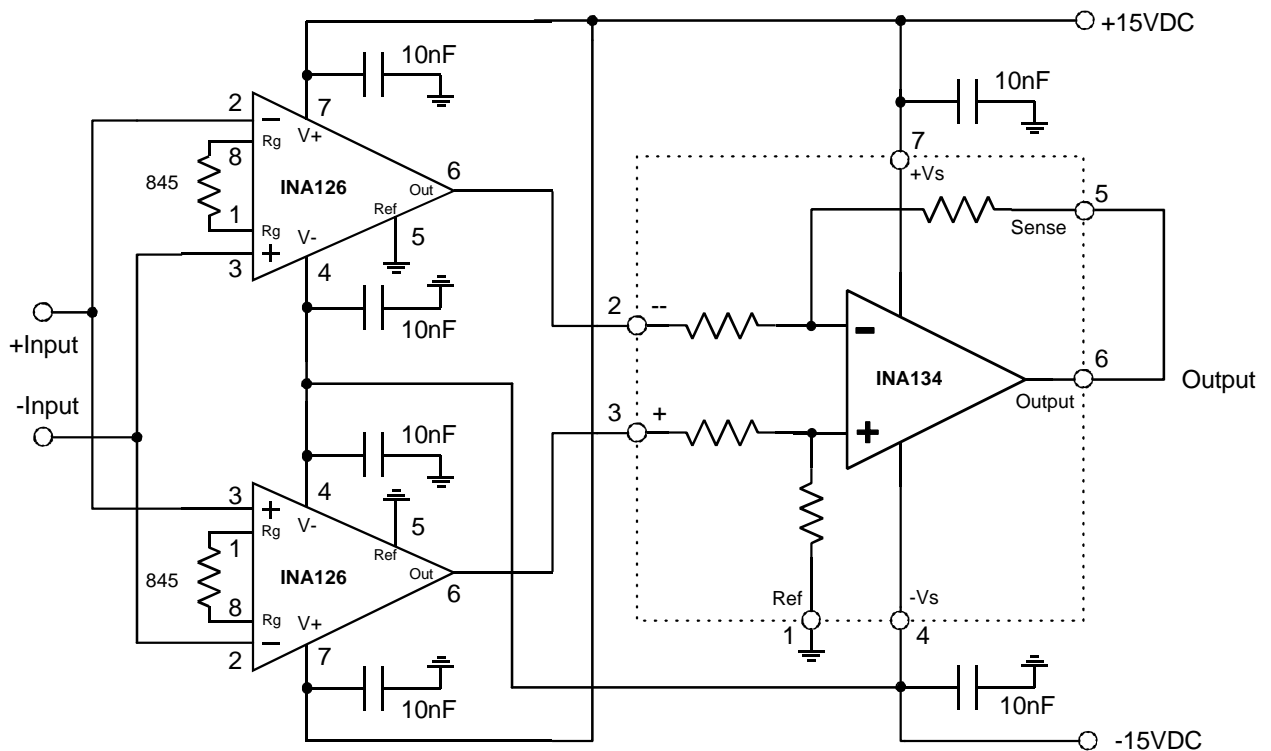 +15VDC
10nF
10nF
2
7
V+
Rg
8
845
INA126
6
Out
1
Rg
Ref
V-
5
3
4
10nF
7
+Vs
5
Sense
2
--
+Input
-Input
INA134
6
Output
Output
3
+
10nF
3
4
V-
5
Rg
1
Ref
Out
845
INA126
6
8
Rg
V+
2
7
10nF
Ref
1
-Vs
4
10nF
-15VDC